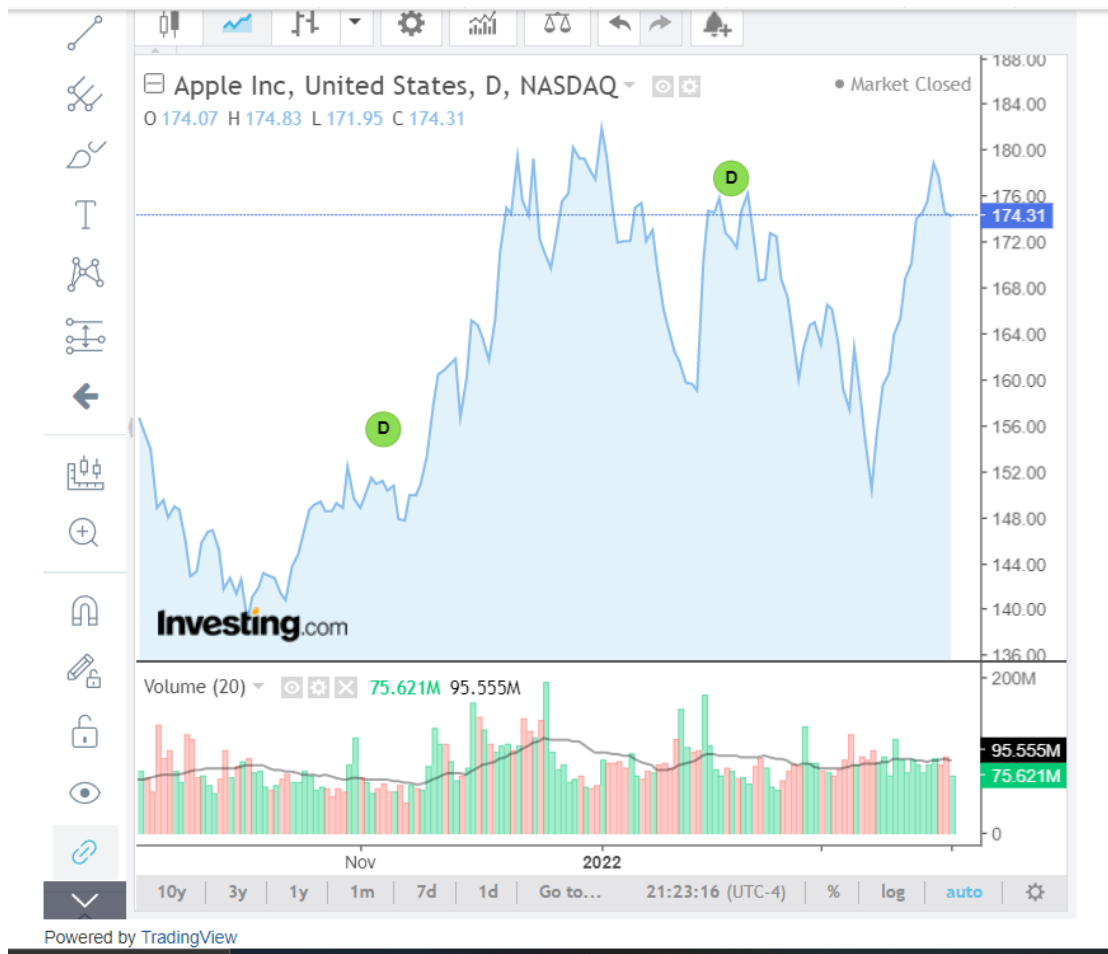 Apple Inc, United States, D, NASDAQ
Market Closed
O 174.07 H 174.83 L 171.95 C 174.31
188.00
184.00
180.00
D
176.00
174.31
172.00
168.00
164.00
160.00
156.00
D
152.00
148.00
144.00
140.00
Investing.com
136.00
T
Volume (20) 75.621M 95.555M
200M
95.555M
75.621M
0
Nov
2022
10y 3y 1y 1m 7d 1d Go to... 21:23:16 (UTC-4) % log auto
Powered by TradingView